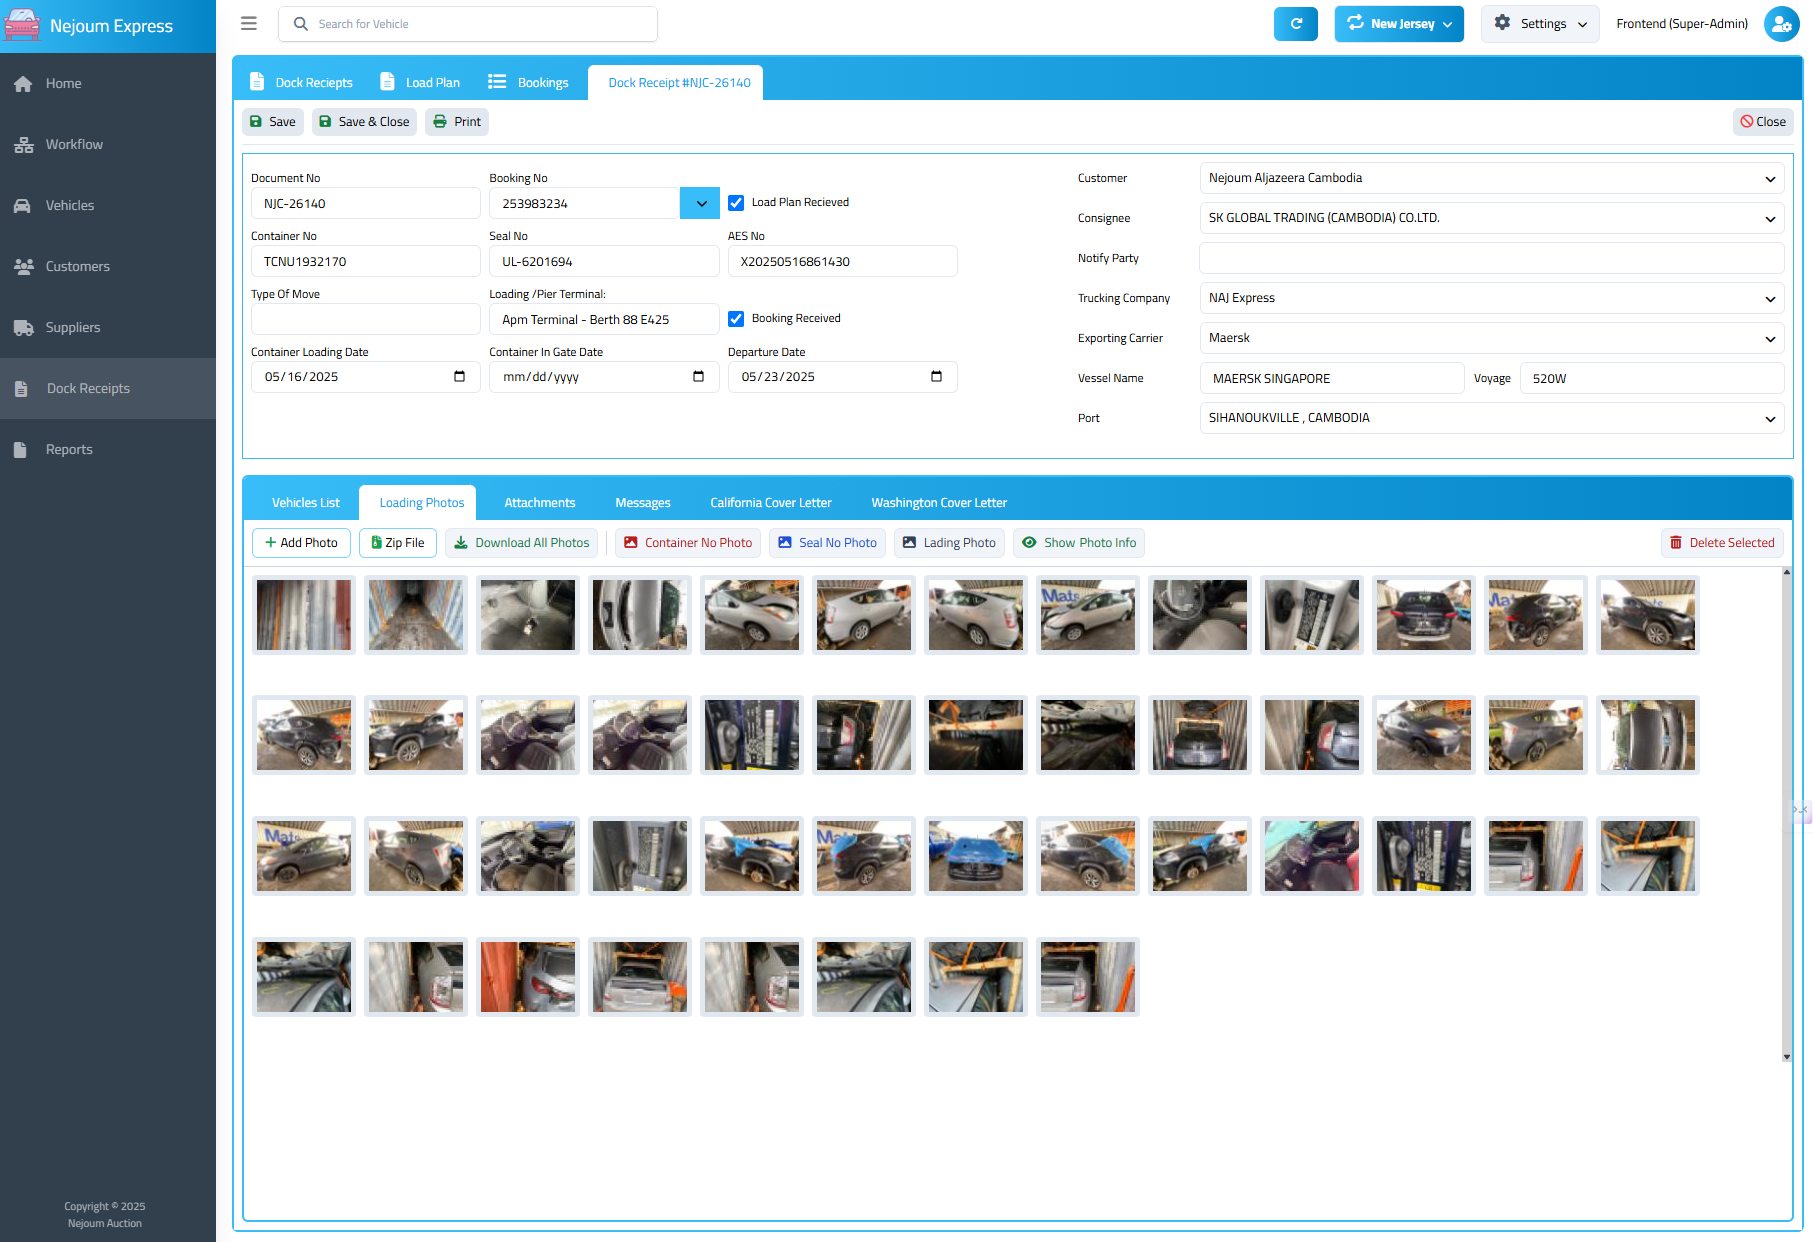 Nejoum Express
Search for Vehicle
New Jersey
Settings
Frontend (Super-Admin)
Home
Workflow
Vehicles
Customers
Suppliers
Dock Receipts
Reports
Copyright © 2025
Nejoum Auction
Dock Reciepts
Load Plan
Bookings
Dock Receipt #NJC-26140
Save
Save & Close
Print
Close
Document No
NJC-26140
Booking No
253983234
Load Plan Recieved
Container No
TCNU1932170
Seal No
UL-6201694
AES No
X20250516861430
Type Of Move
Loading /Pier Terminal:
Apm Terminal - Berth 88 E425
Booking Received
Container Loading Date
05/16/2025
Container In Gate Date
mm/dd/yyyy
Departure Date
05/23/2025
Customer
Nejoum Aljazeera Cambodia
Consignee
SK GLOBAL TRADING (CAMBODIA) CO.LTD.
Notify Party
Trucking Company
NAJ Express
Exporting Carrier
Maersk
Vessel Name
MAERSK SINGAPORE
Voyage
520W
Port
SIHANOUKVILLE , CAMBODIA
Vehicles List
Loading Photos
Attachments
Messages
California Cover Letter
Washington Cover Letter
Add Photo
Zip File
Download All Photos
Container No Photo
Seal No Photo
Lading Photo
Show Photo Info
Delete Selected
Mats